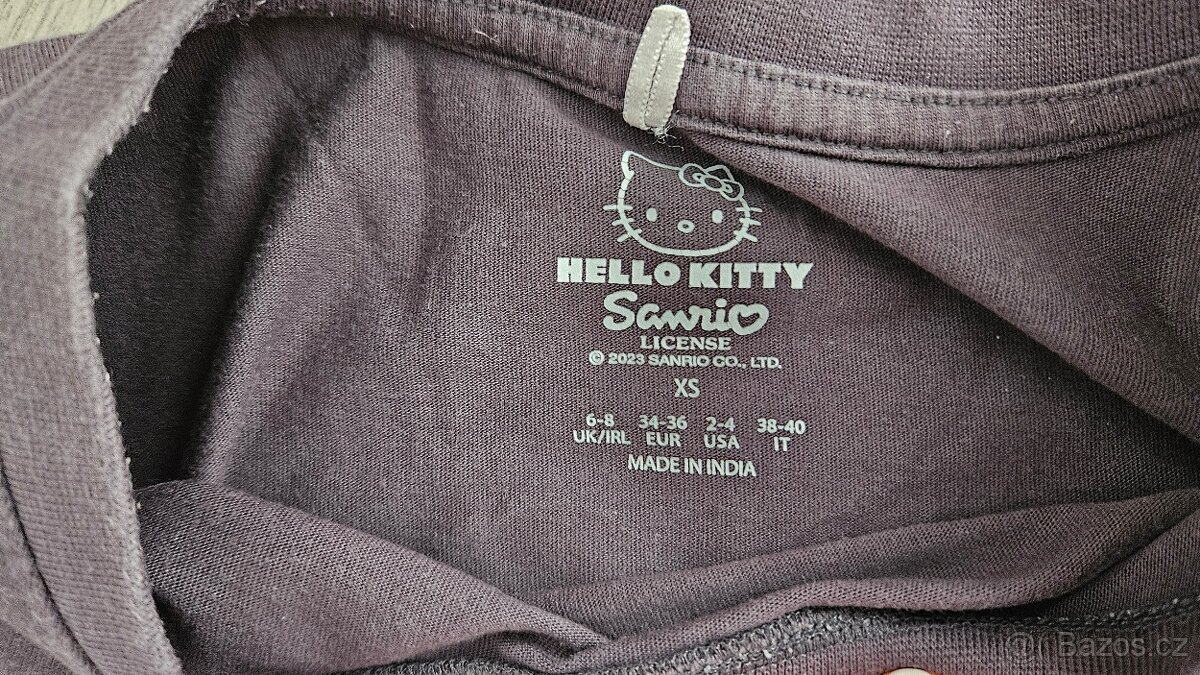 HELLO KITTY
Sanrio
LICENSE
© 2023 SANRIO CO., LTD.
XS
6-8 34-36 2-4 38-40
UK/IRL EUR USA IT
MADE IN INDIA
Bazos.cz